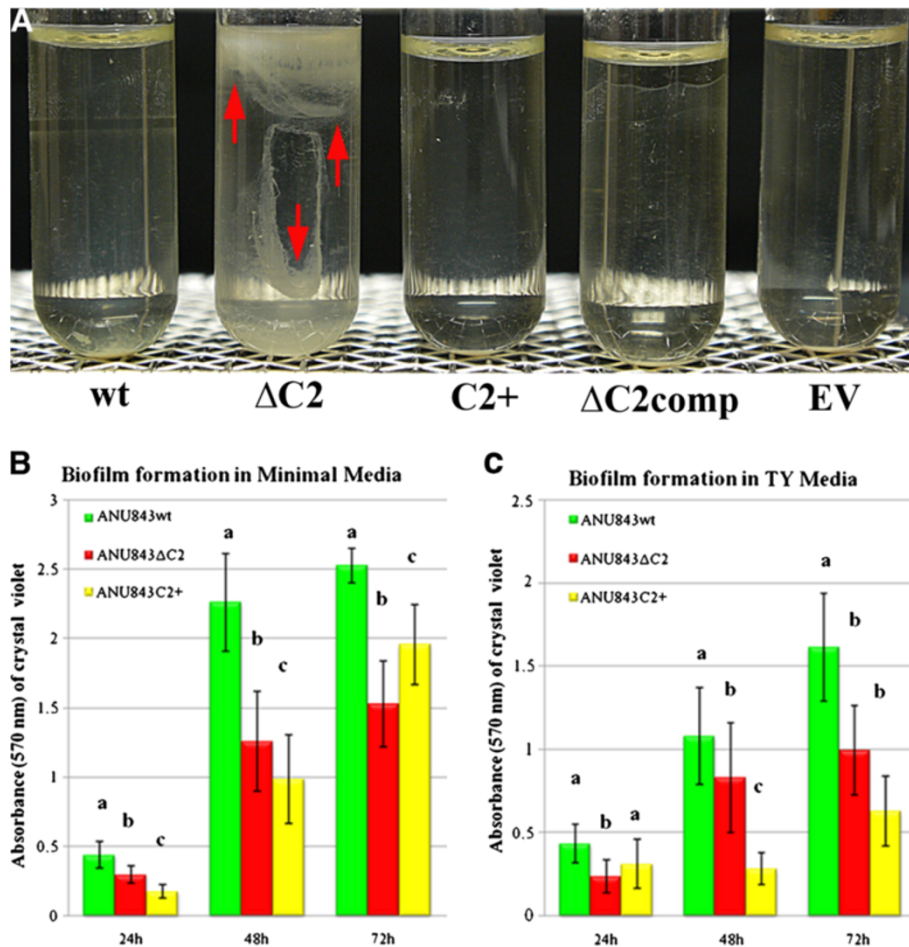 A
wt ΔC2 C2+ ΔC2comp EV
B
Biofilm formation in Minimal Media
Absorbance (570 nm) of crystal violet
3
2.5
2
1.5
1
0.5
0
ANU843wt
ANU843ΔC2
ANU843C2+
a b c
a b c
a b c
24h 48h 72h
C
Biofilm formation in TY Media
Absorbance (570 nm) of crystal violet
2.5
2
1.5
1
0.5
0
ANU843wt
ANU843ΔC2
ANU843C2+
a b a
a b c
a b b
24h 48h 72h